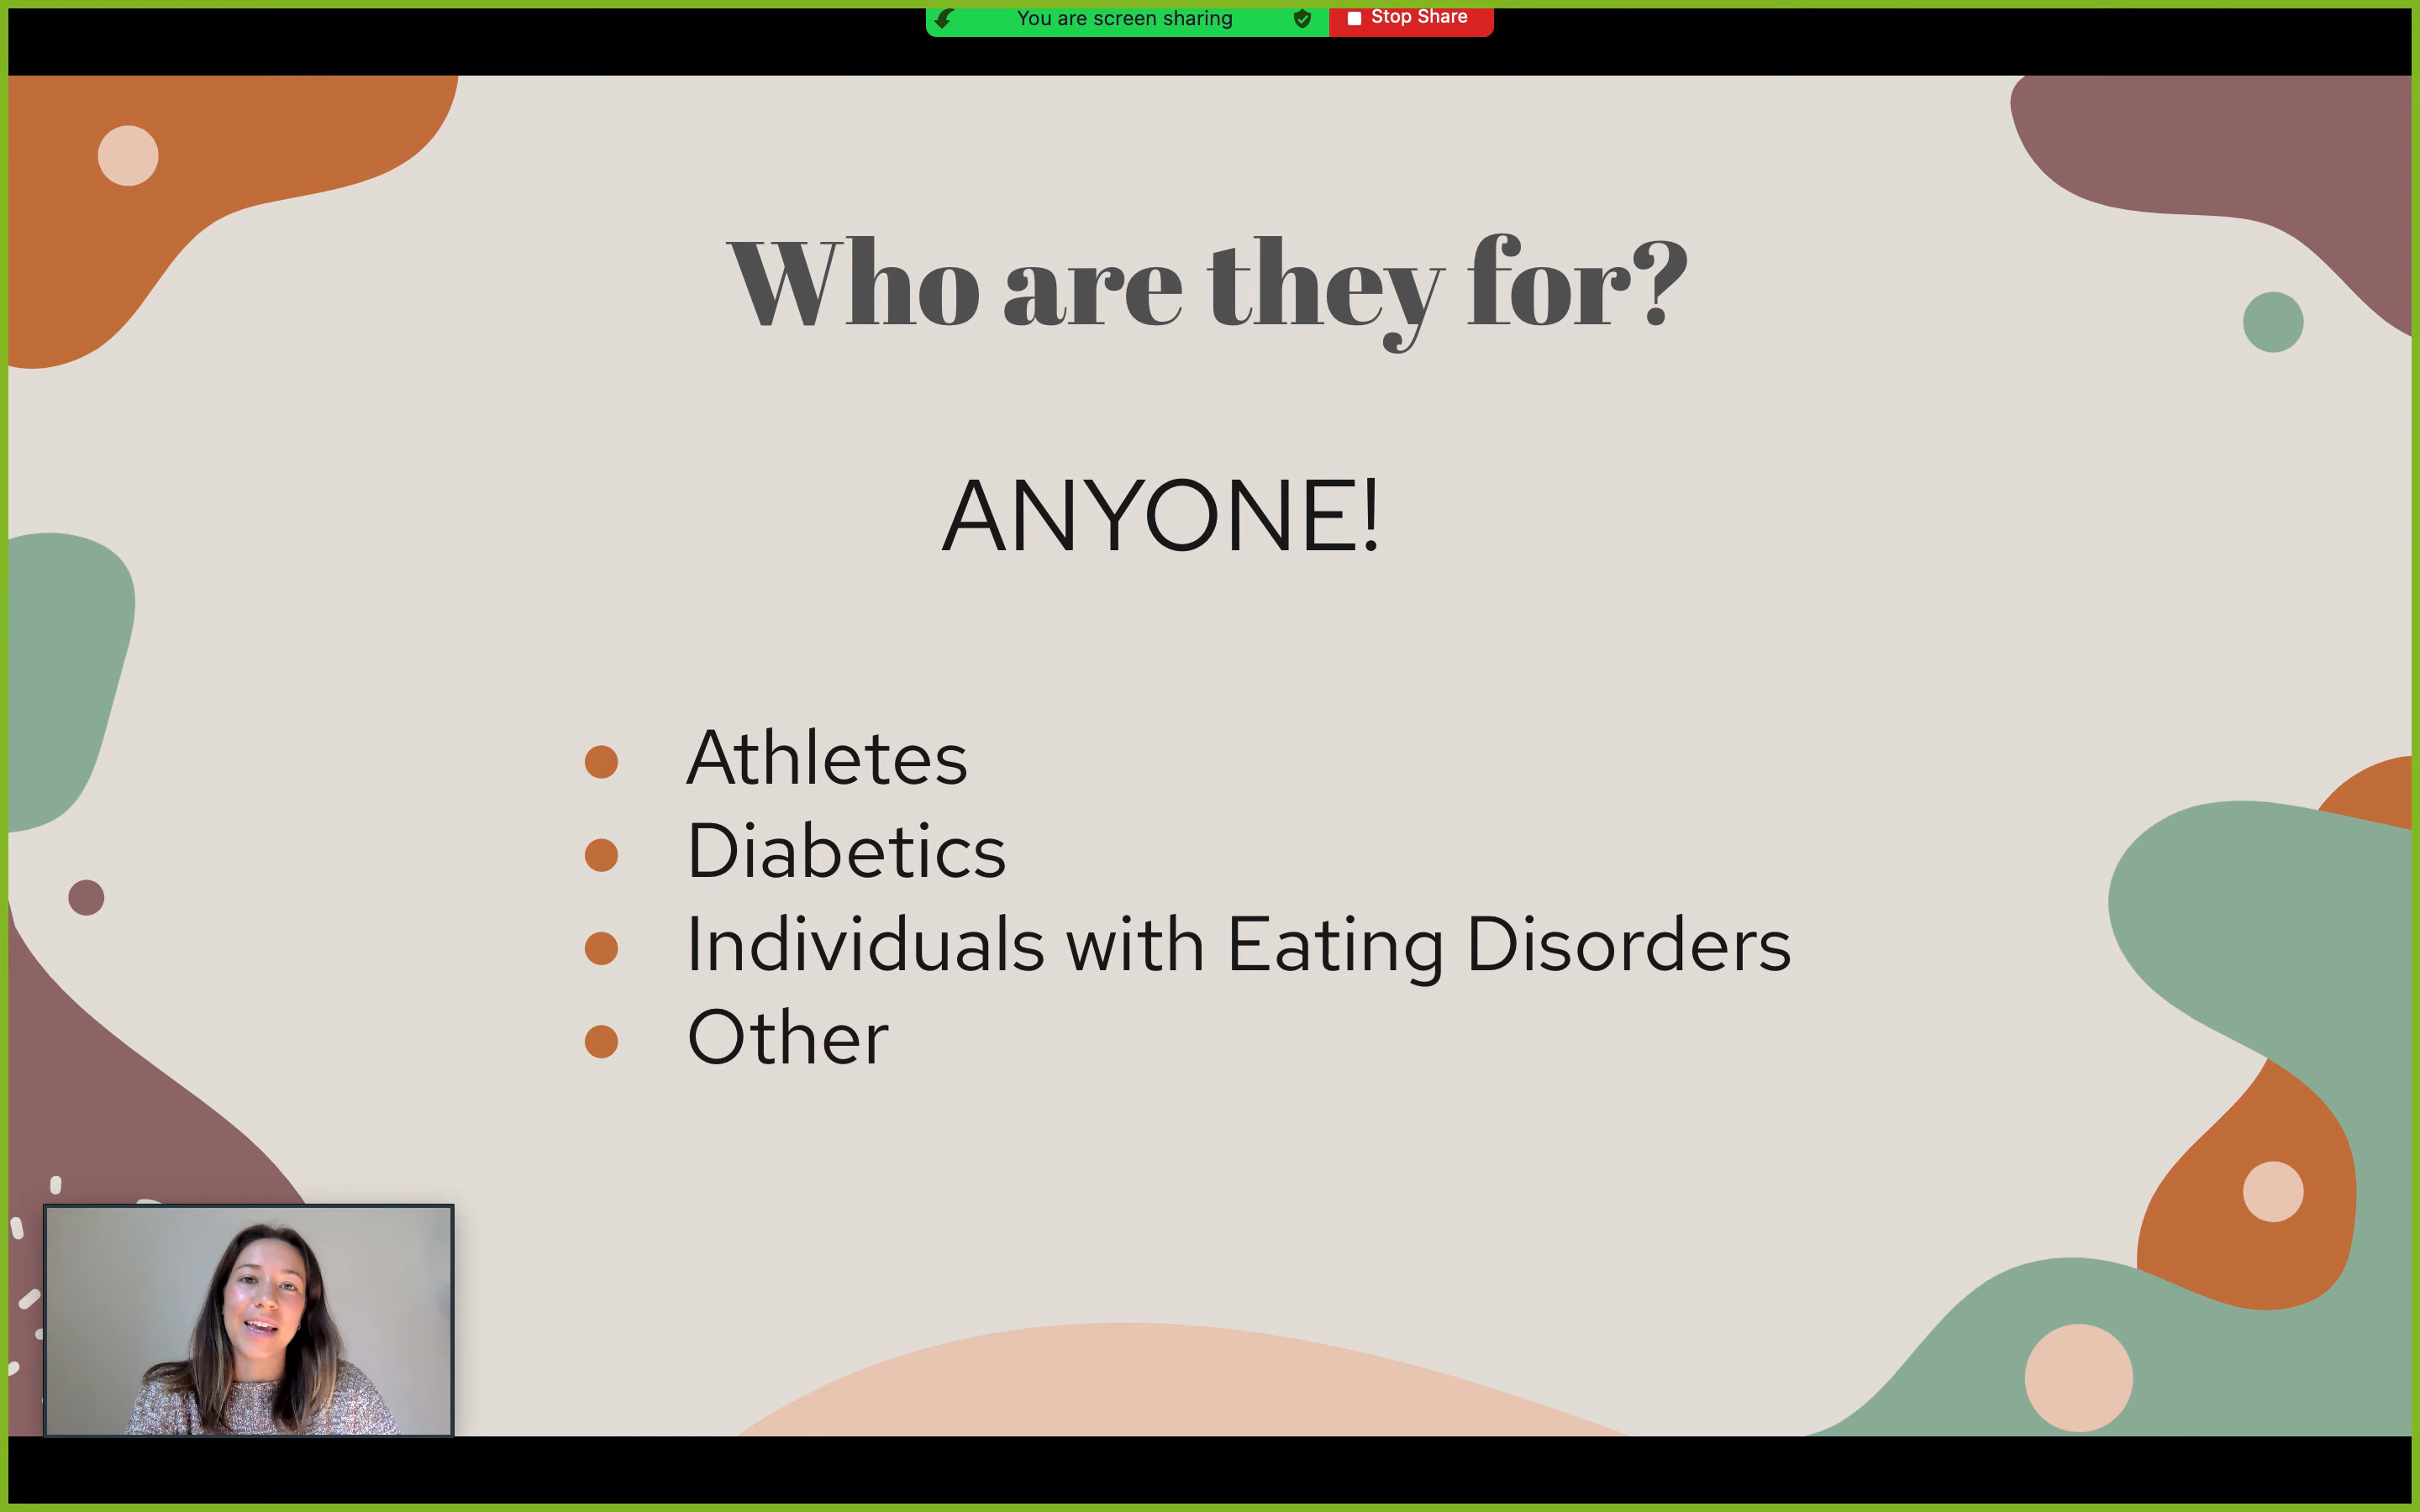 You are screen sharing
Stop Share
Who are they for?
ANYONE!
Athletes
Diabetics
Individuals with Eating Disorders
Other